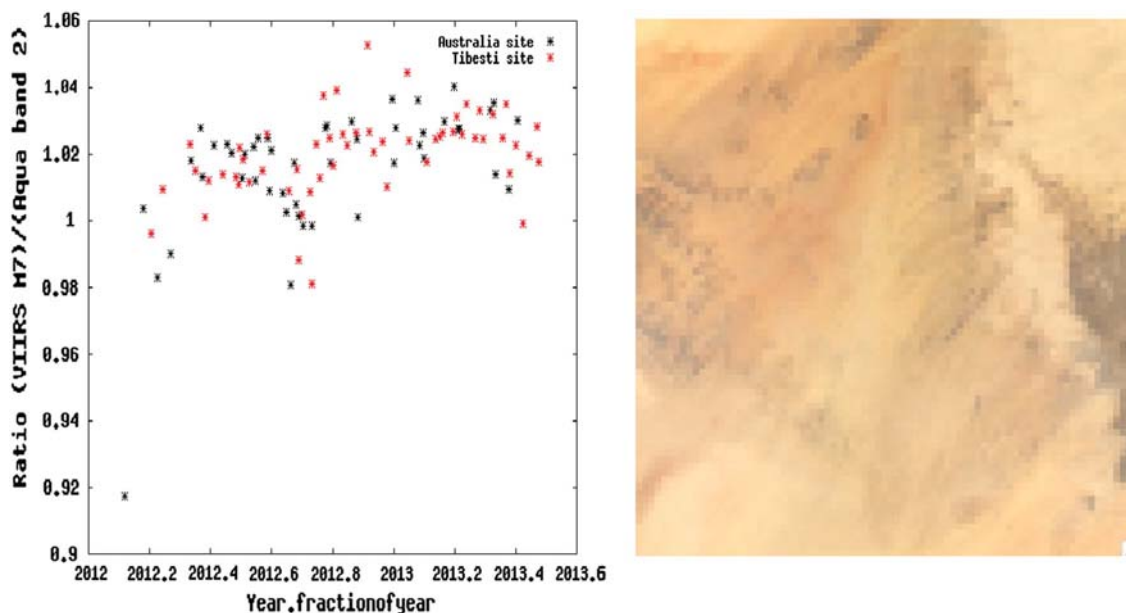 Ratio (VIIRS M7)/(Aqua band 2)
1.06
1.04
1.02
1
0.98
0.96
0.94
0.92
0.9
Australia site
Tibesti site
2012 2012.2 2012.4 2012.6 2012.8 2013 2013.2 2013.4 2013.6
Year.fractionofyear